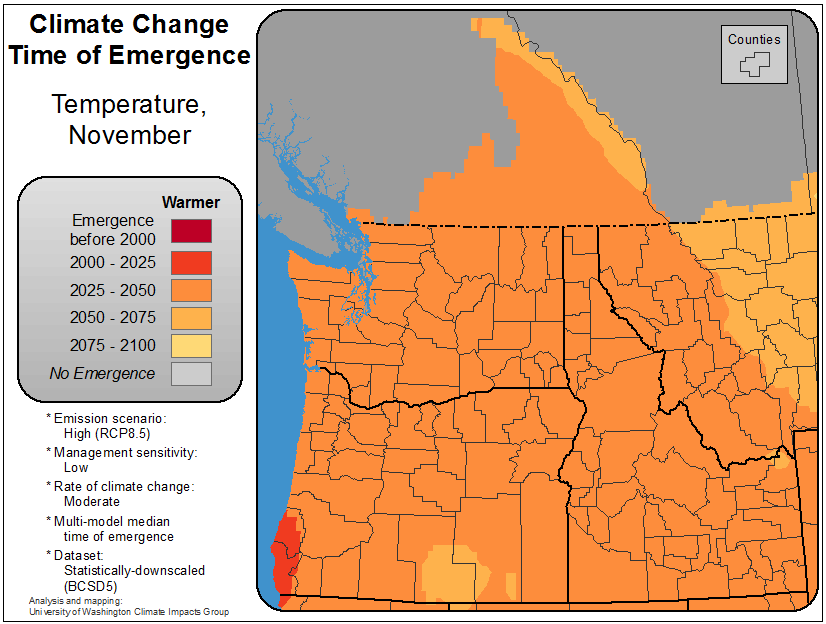 Climate Change
Time of Emergence
Temperature,
November
Warmer
Emergence
before 2000
2000 - 2025
2025 - 2050
2050 - 2075
2075 - 2100
No Emergence
* Emission scenario:
High (RCP8.5)
* Management sensitivity:
Low
* Rate of climate change:
Moderate
* Multi-model median
time of emergence
* Dataset:
Statistically-downscaled
(BCSD5)
Analysis and mapping:
University of Washington Climate Impacts Group
Counties